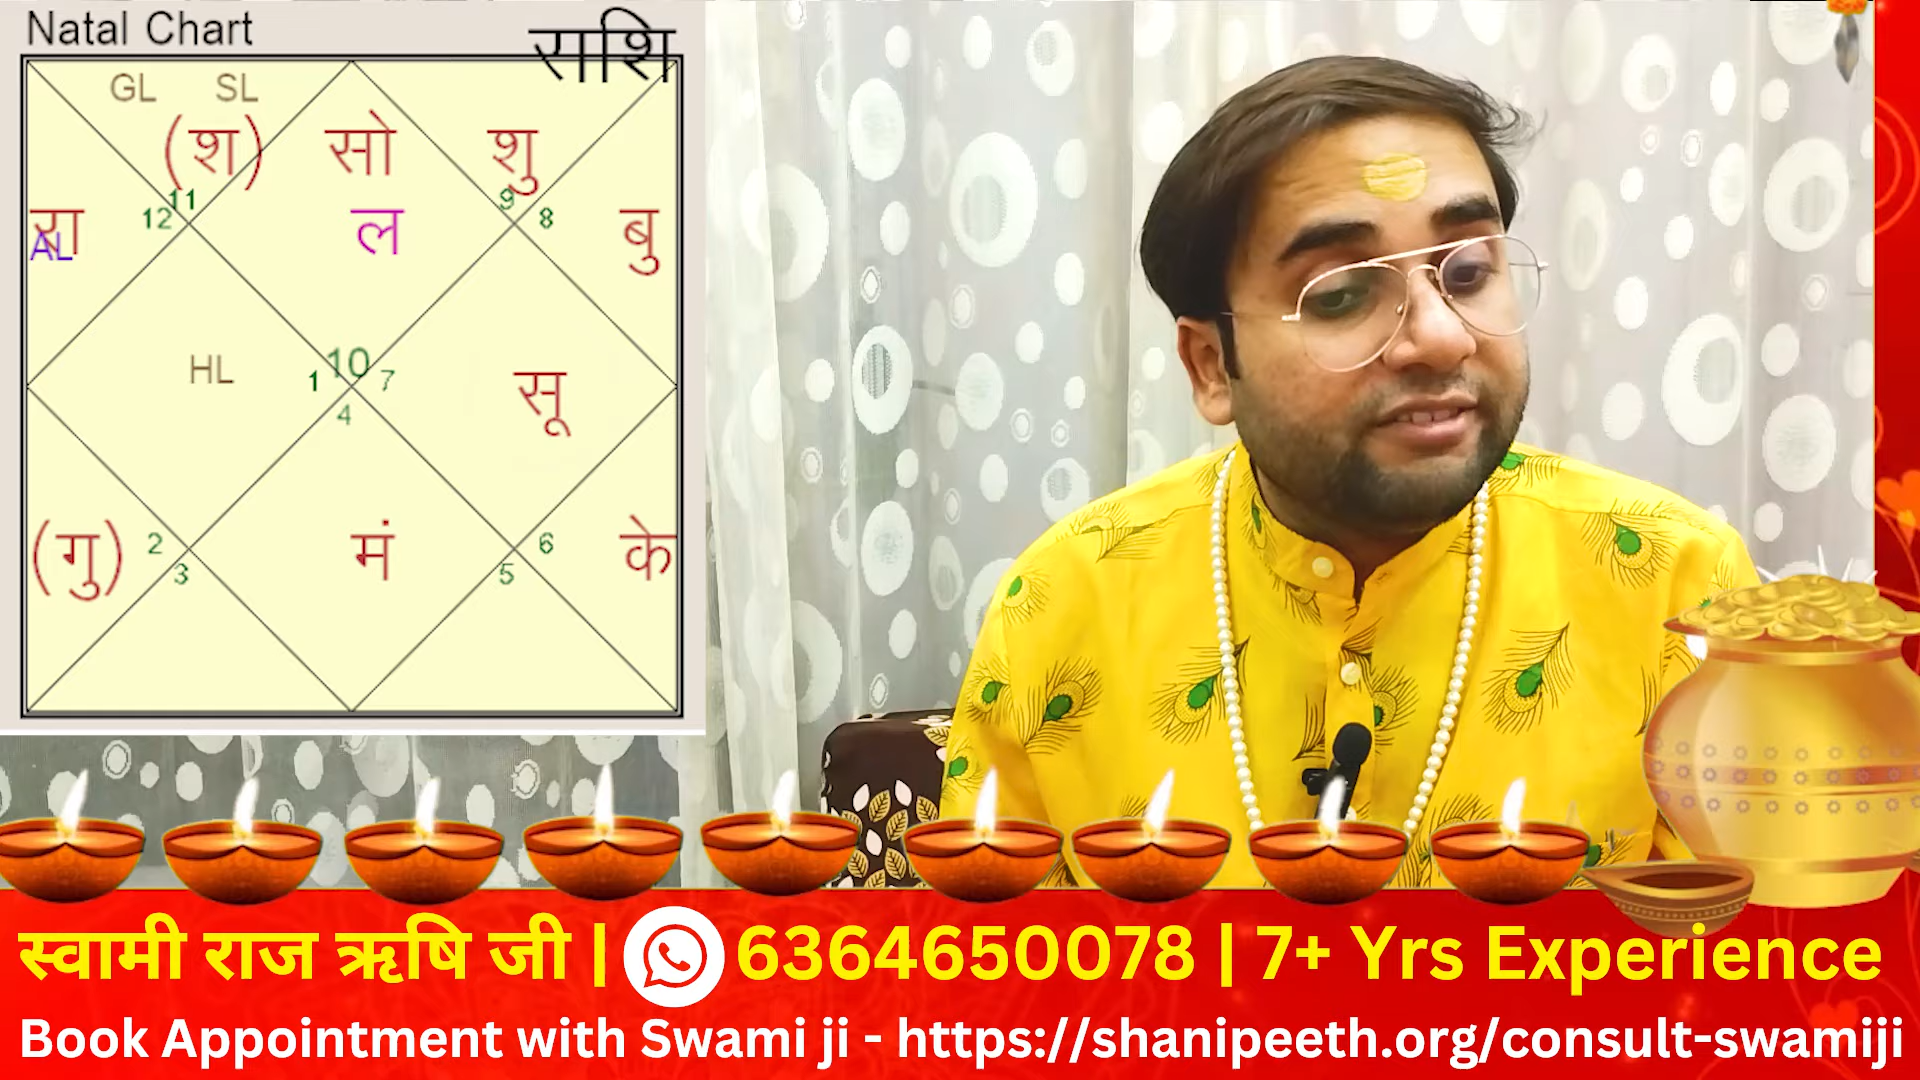 Natal Chart
राशि
GL SL
(श) सो शु
11 9
रा 12 ल 8 बु
AL
HL 10 सू
1 7
4
(गु) 2 मं 6 के
3 5
स्वामी राज ऋषि जी | 6364650078 | 7+ Yrs Experience
Book Appointment with Swami ji - https://shanipeeth.org/consult-swamiji